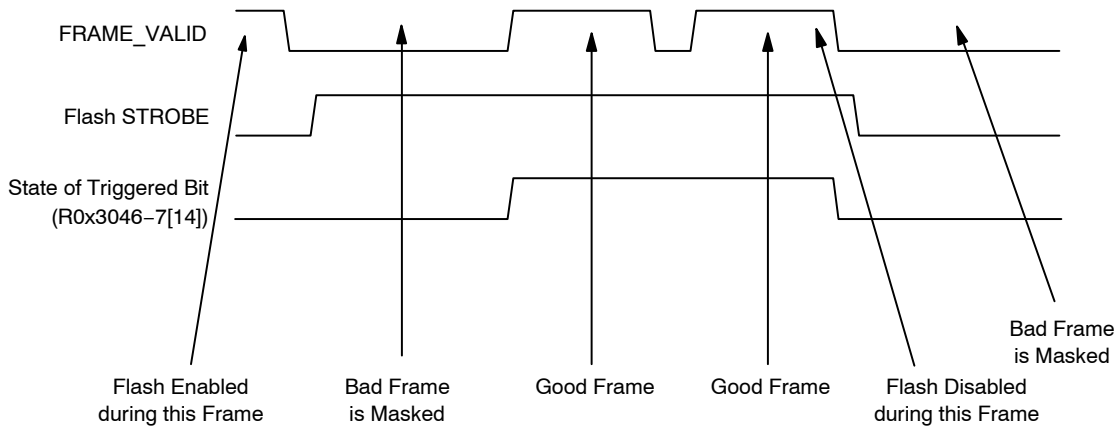 FRAME_VALID
Flash STROBE
State of Triggered Bit
(R0x3046−7[14])
Bad Frame
is Masked
Flash Enabled
during this Frame
Bad Frame
is Masked
Good Frame
Good Frame
Flash Disabled
during this Frame